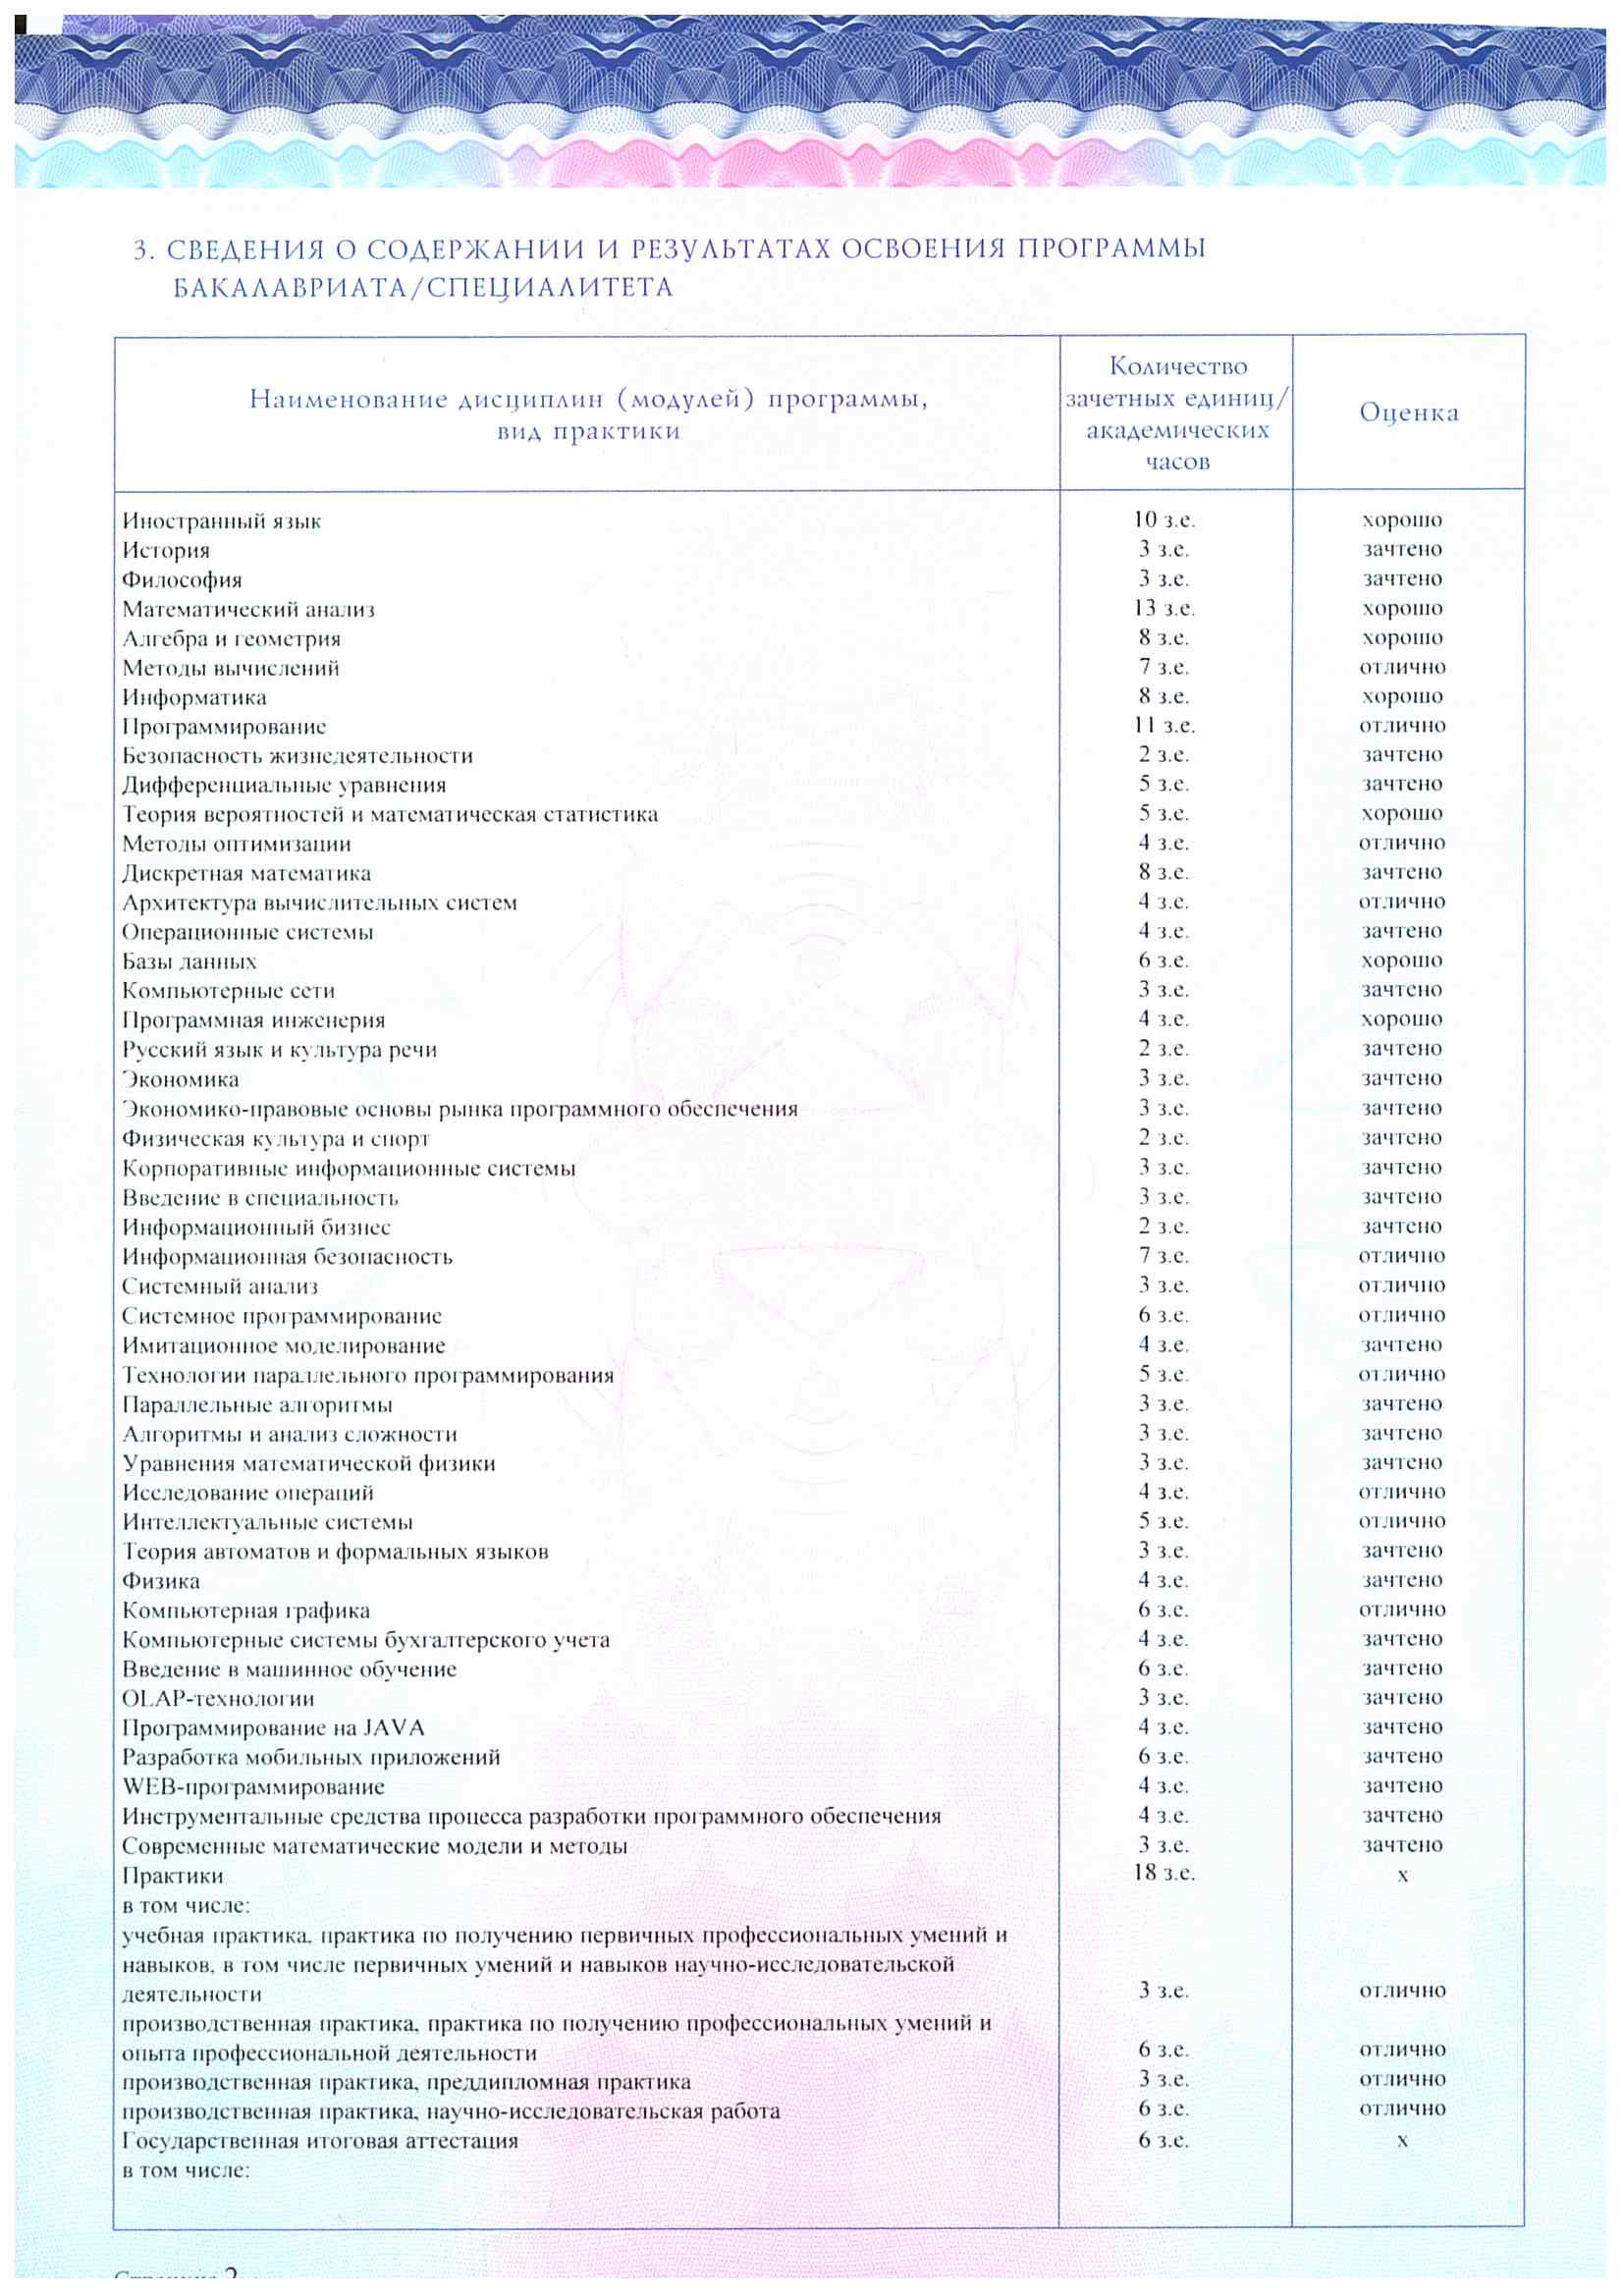 3. СВЕДЕНИЯ О СОДЕРЖАНИИ И РЕЗУЛЬТАТАХ ОСВОЕНИЯ ПРОГРАММЫ
БАКАЛАВРИАТА/СПЕЦИАЛИТЕТА
Наименование дисциплин (модулей) программы,
вид практики
Количество
зачетных единиц/
академических
часов
Оценка
Иностранный язык 10 з.е. хорошо
История 3 з.е. зачтено
Философия 3 з.е. зачтено
Математический анализ 13 з.е. хорошо
Алгебра и геометрия 8 з.е. хорошо
Методы вычислений 7 з.е. отлично
Информатика 8 з.е. хорошо
Программирование 11 з.е. отлично
Безопасность жизнедеятельности 2 з.е. зачтено
Дифференциальные уравнения 5 з.е. зачтено
Теория вероятностей и математическая статистика 5 з.е. хорошо
Методы оптимизации 4 з.е. отлично
Дискретная математика 8 з.е. зачтено
Архитектура вычислительных систем 4 з.е. отлично
Операционные системы 4 з.е. зачтено
Базы данных 6 з.е. хорошо
Компьютерные сети 3 з.е. зачтено
Программная инженерия 4 з.е. хорошо
Русский язык и культура речи 2 з.е. зачтено
Экономика 3 з.е. зачтено
Экономико-правовые основы рынка программного обеспечения 3 з.е. зачтено
Физическая культура и спорт 2 з.е. зачтено
Корпоративные информационные системы 3 з.е. зачтено
Введение в специальность 3 з.е. зачтено
Информационный бизнес 2 з.е. зачтено
Информационная безопасность 7 з.е. отлично
Системный анализ 3 з.е. отлично
Системное программирование 6 з.е. отлично
Имитационное моделирование 4 з.е. зачтено
Технологии параллельного программирования 5 з.е. отлично
Параллельные алгоритмы 3 з.е. зачтено
Алгоритмы и анализ сложности 3 з.е. зачтено
Уравнения математической физики 3 з.е. зачтено
Исследование операций 4 з.е. отлично
Интеллектуальные системы 5 з.е. отлично
Теория автоматов и формальных языков 3 з.е. зачтено
Физика 4 з.е. зачтено
Компьютерная графика 6 з.е. отлично
Компьютерные системы бухгалтерского учета 4 з.е. зачтено
Введение в машинное обучение 6 з.е. зачтено
OLAP-технологии 3 з.е. зачтено
Программирование на JAVA 4 з.е. зачтено
Разработка мобильных приложений 6 з.е. зачтено
WEB-программирование 4 з.е. зачтено
Инструментальные средства процесса разработки программного обеспечения 4 з.е. зачтено
Современные математические модели и методы 3 з.е. зачтено
Практики 18 з.е. х
в том числе:
учебная практика, практика по получению первичных профессиональных умений и
навыков, в том числе первичных умений и навыков научно-исследовательской
деятельности 3 з.е. отлично
производственная практика, практика по получению профессиональных умений и
опыта профессиональной деятельности 6 з.е. отлично
производственная практика, преддипломная практика 3 з.е. отлично
производственная практика, научно-исследовательская работа 6 з.е. отлично
Государственная итоговая аттестация 6 з.е. х
в том числе:
Страница 2